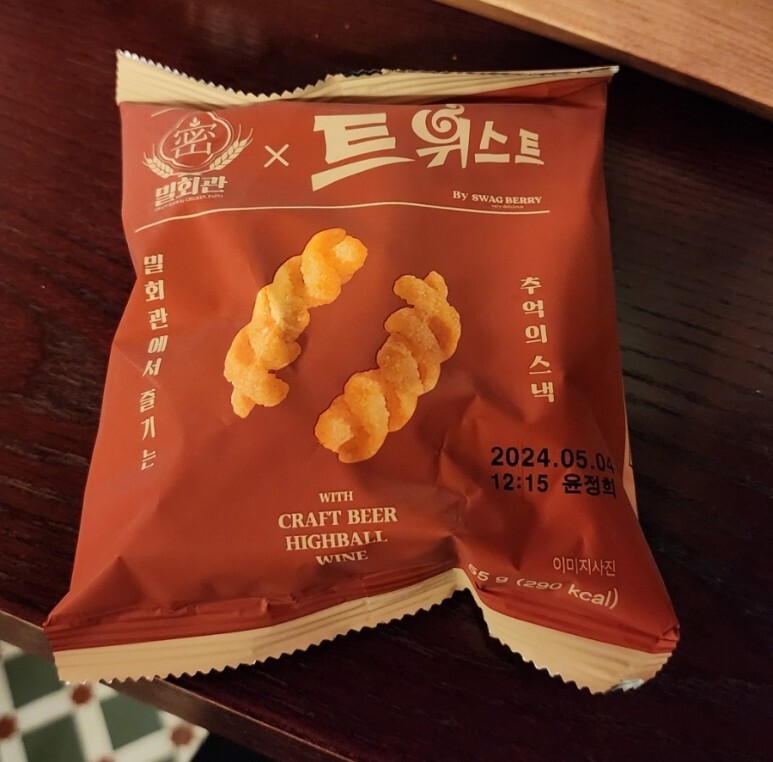 密
밀회관
×
트위스트
By SWAG BERRY
밀회관에서 즐기는
추억의 스낵
2024.05.04
12:15 윤정희
WITH
CRAFT BEER
HIGHBALL
WINE
이미지사진
65 g (290 kcal)